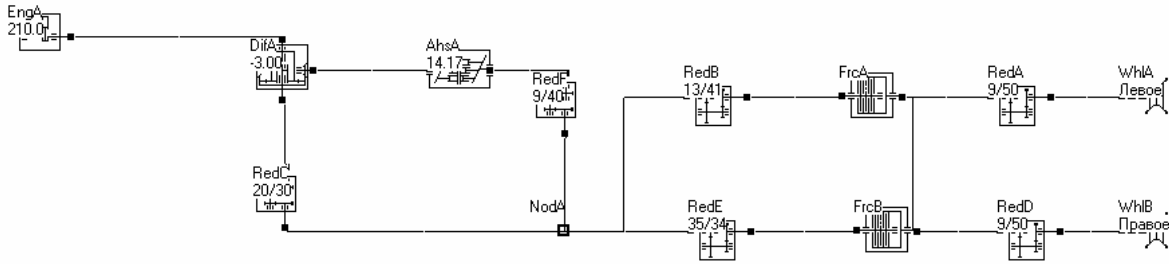 EngA
210.0
DifA
-3.00
AhsA
14.17
RedF
9/40
RedB
13/41
FrcA
RedA
9/50
WhlA
Левое
RedC
20/30
NodA
RedE
35/34
FrcB
RedD
9/50
WhlB
Правое